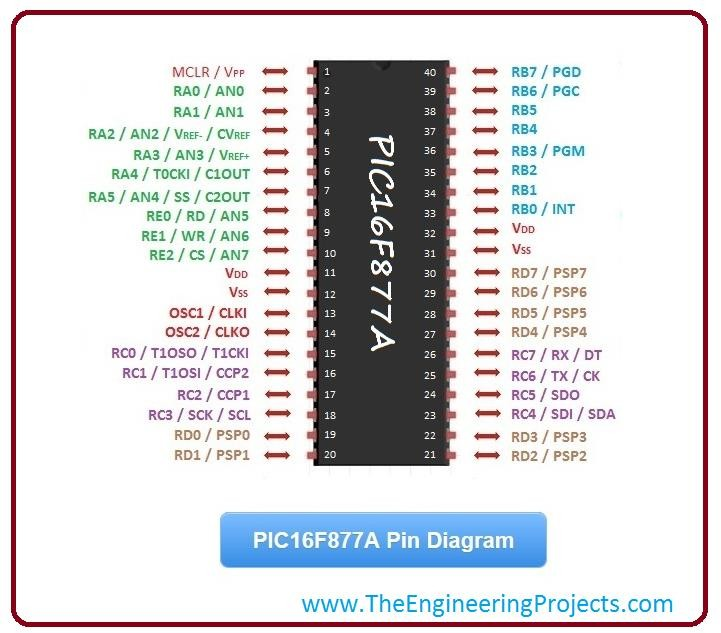 MCLR / VPP 1 40 RB7 / PGD
RA0 / AN0 2 39 RB6 / PGC
RA1 / AN1 3 38 RB5
RA2 / AN2 / VREF- / CVREF 4 37 RB4
RA3 / AN3 / VREF+ 5 36 RB3 / PGM
RA4 / T0CKI / C1OUT 6 35 RB2
RA5 / AN4 / SS / C2OUT 7 34 RB1
RE0 / RD / AN5 8 33 RB0 / INT
RE1 / WR / AN6 9 32 VDD
RE2 / CS / AN7 10 31 VSS
VDD 11 30 RD7 / PSP7
VSS 12 29 RD6 / PSP6
OSC1 / CLKI 13 28 RD5 / PSP5
OSC2 / CLKO 14 27 RD4 / PSP4
RC0 / T1OSO / T1CKI 15 26 RC7 / RX / DT
RC1 / T1OSI / CCP2 16 25 RC6 / TX / CK
RC2 / CCP1 17 24 RC5 / SDO
RC3 / SCK / SCL 18 23 RC4 / SDI / SDA
RD0 / PSP0 19 22 RD3 / PSP3
RD1 / PSP1 20 21 RD2 / PSP2
PIC16F877A
PIC16F877A Pin Diagram
www.TheEngineeringProjects.com